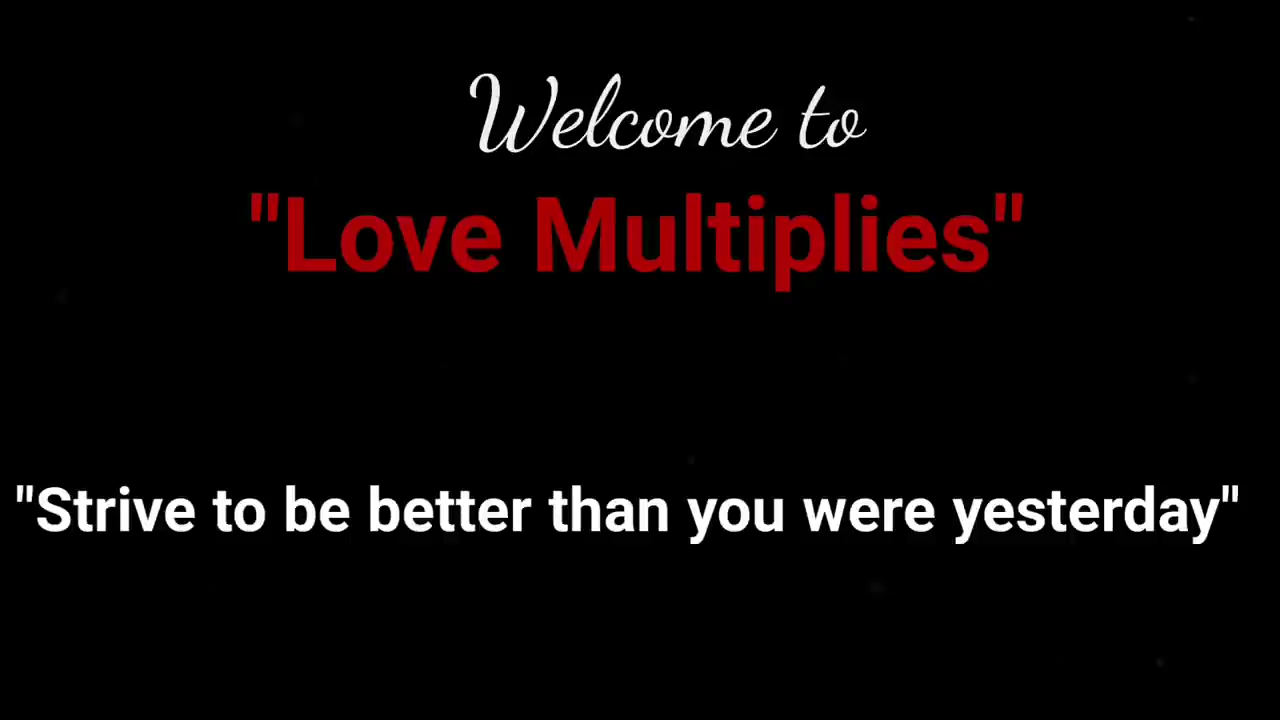 Welcome to
"Love Multiplies"
"Strive to be better than you were yesterday"